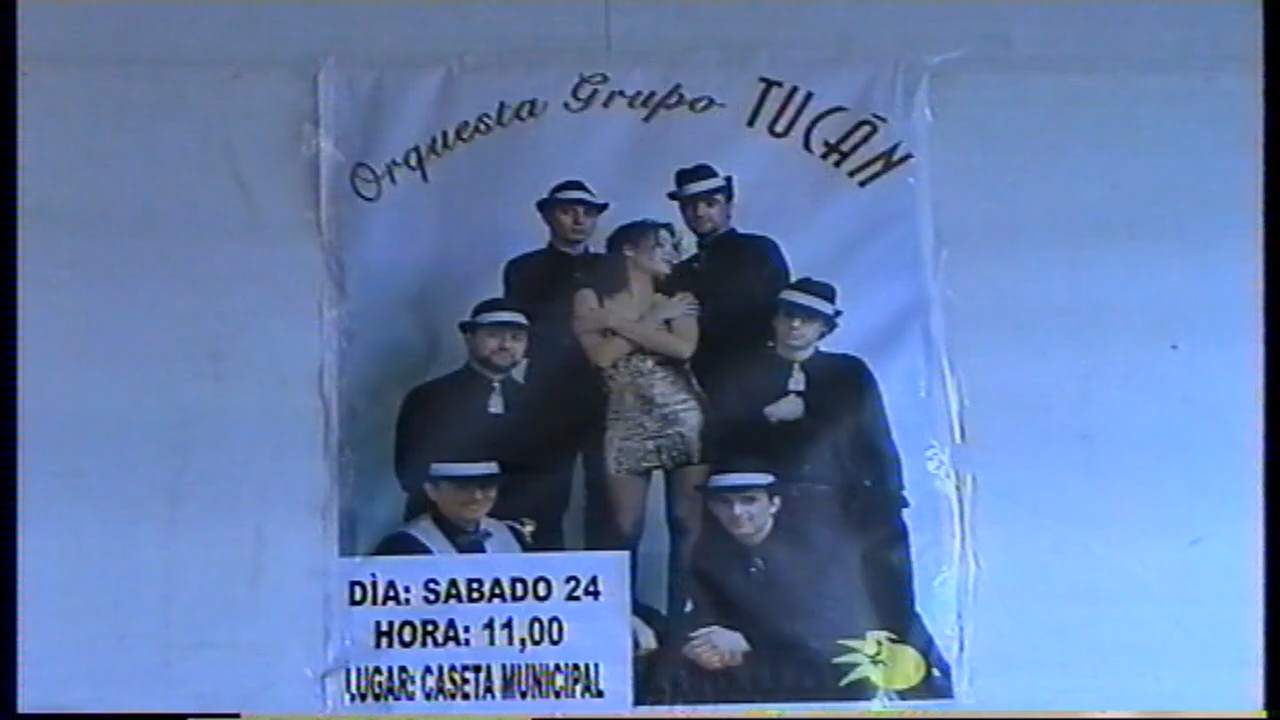 Orquesta Grupo TUCÁN
DÌA: SABADO 24
HORA: 11,00
LUGAR: CASETA MUNICIPAL